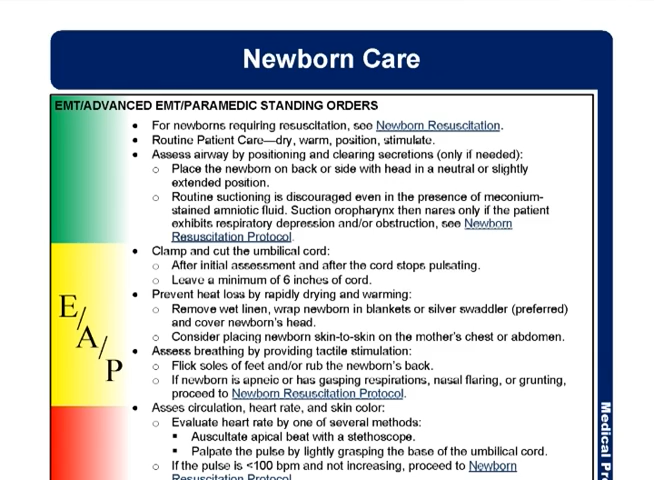 Newborn Care
EMT/ADVANCED EMT/PARAMEDIC STANDING ORDERS
• For newborns requiring resuscitation, see Newborn Resuscitation.
• Routine Patient Care—dry, warm, position, stimulate.
• Assess airway by positioning and clearing secretions (only if needed):
o Place the newborn on back or side with head in a neutral or slightly
extended position.
o Routine suctioning is discouraged even in the presence of meconium-
stained amniotic fluid. Suction oropharynx then nares only if the patient
exhibits respiratory depression and/or obstruction, see Newborn
Resuscitation Protocol.
• Clamp and cut the umbilical cord:
o After initial assessment and after the cord stops pulsating.
o Leave a minimum of 6 inches of cord.
• Prevent heat loss by rapidly drying and warming:
o Remove wet linen, wrap newborn in blankets or silver swaddler (preferred)
and cover newborn's head.
o Consider placing newborn skin-to-skin on the mother's chest or abdomen.
• Assess breathing by providing tactile stimulation:
o Flick soles of feet and/or rub the newborn's back.
o If newborn is apneic or has gasping respirations, nasal flaring, or grunting,
proceed to Newborn Resuscitation Protocol.
• Asses circulation, heart rate, and skin color:
o Evaluate heart rate by one of several methods:
▪ Auscultate apical beat with a stethoscope.
▪ Palpate the pulse by lightly grasping the base of the umbilical cord.
o If the pulse is <100 bpm and not increasing, proceed to Newborn
Resuscitation Protocol
E/
A/
P
Medical Pr